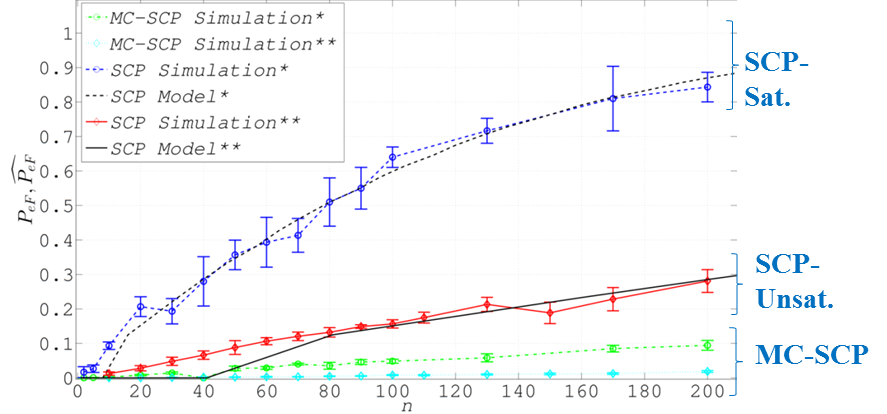 MC-SCP Simulation*
MC-SCP Simulation**
SCP Simulation*
SCP Model*
SCP Simulation**
SCP Model**
1
0.9
0.8
0.7
0.6
0.5
0.4
0.3
0.2
0.1
0
P_eF, \widehat{P_eF}
0 20 40 60 80 100 120 140 160 180 200
n
SCP-
Sat.
SCP-
Unsat.
MC-SCP